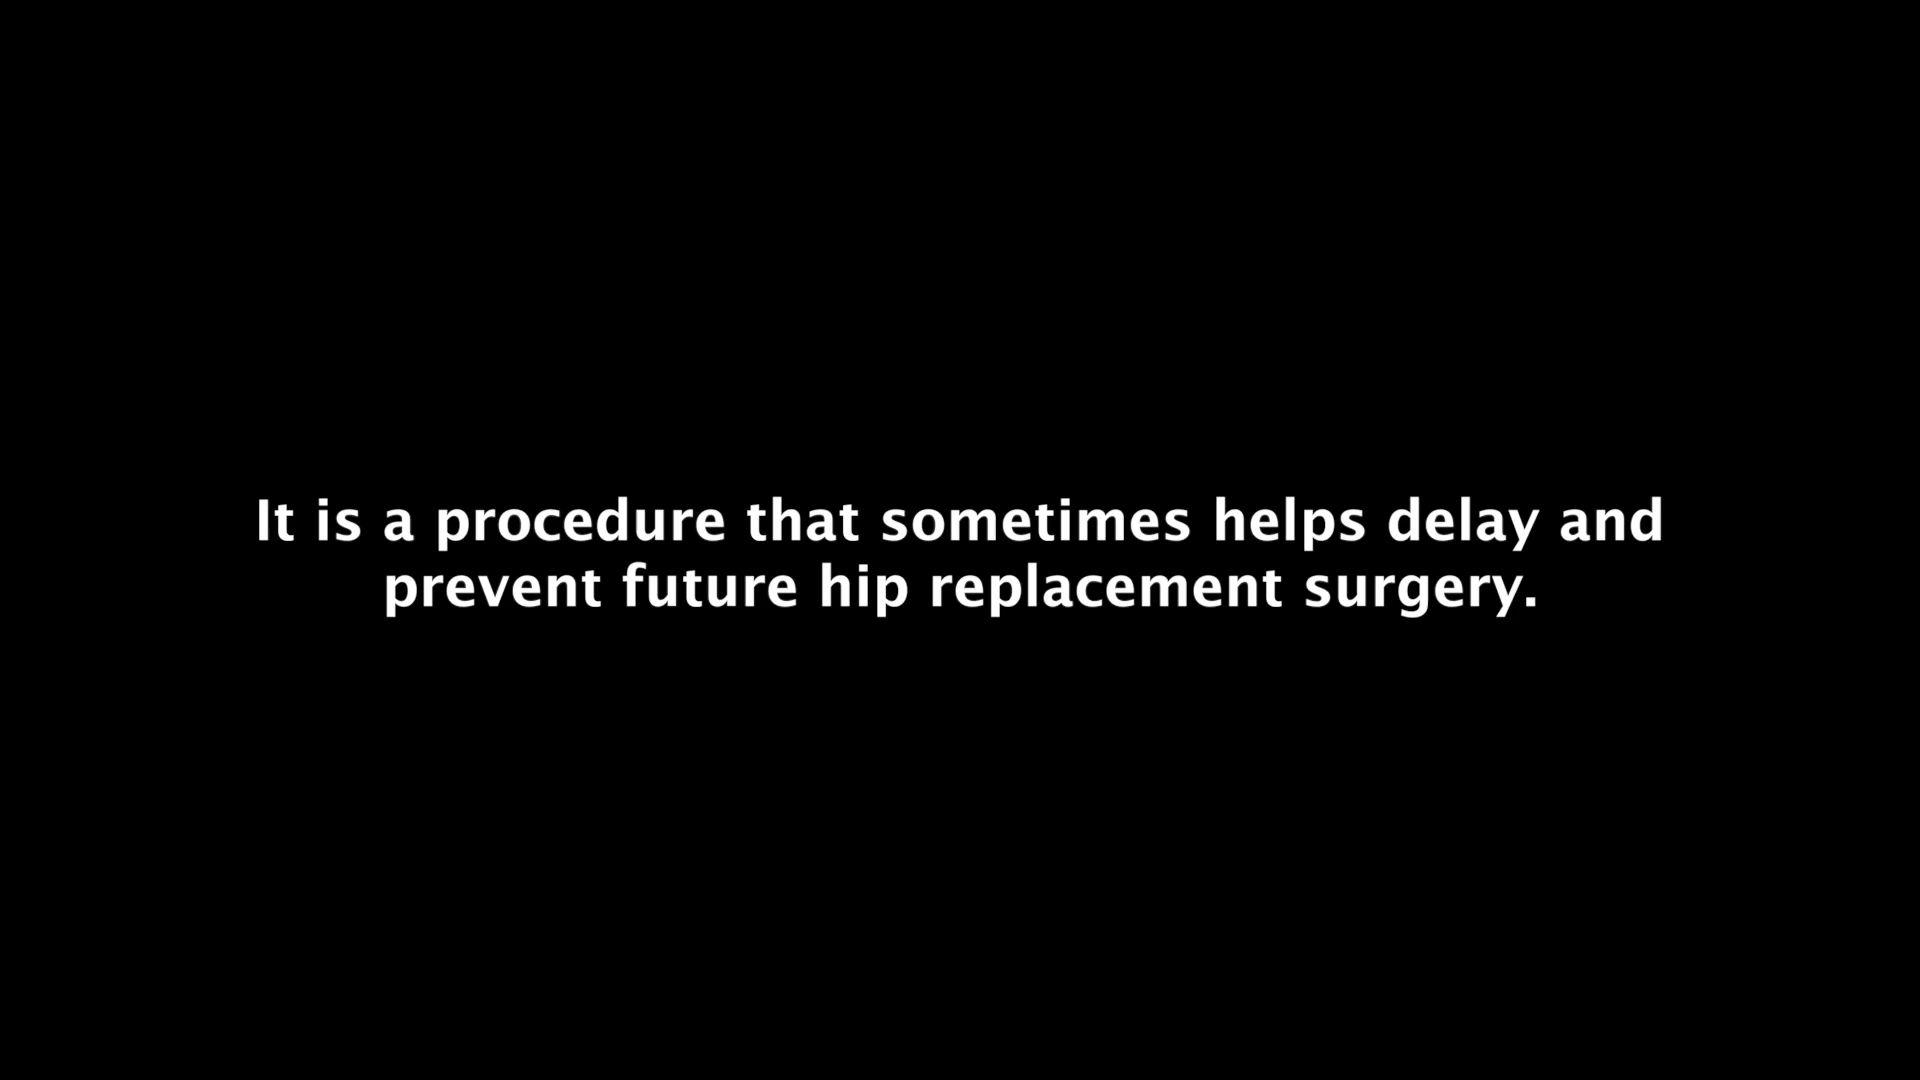 It is a procedure that sometimes helps delay and
prevent future hip replacement surgery.